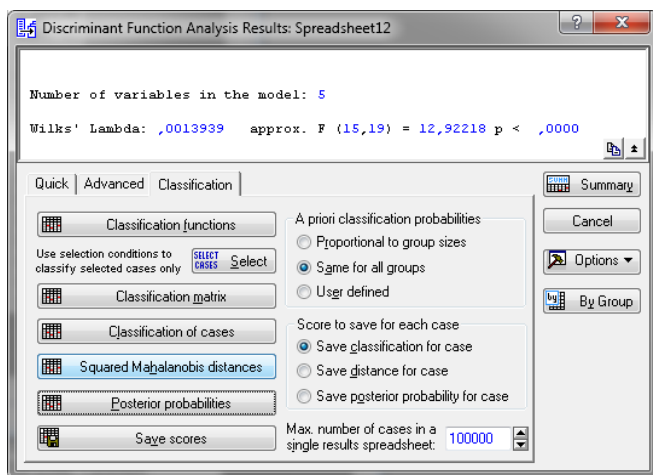 Discriminant Function Analysis Results: Spreadsheet12
Number of variables in the model: 5
Wilks' Lambda: ,0013939 approx. F (15,19) = 12,92218 p < ,0000
Quick Advanced Classification
Classification functions
Use selection conditions to
classify selected cases only
SELECT
CASES
Select
Classification matrix
Classification of cases
Squared Mahalanobis distances
Posterior probabilities
Save scores
A priori classification probabilities
Proportional to group sizes
Same for all groups
User defined
Score to save for each case
Save classification for case
Save distance for case
Save posterior probability for case
Max. number of cases in a
single results spreadsheet: 100000
SUMM
Summary
Cancel
Options
by
By Group